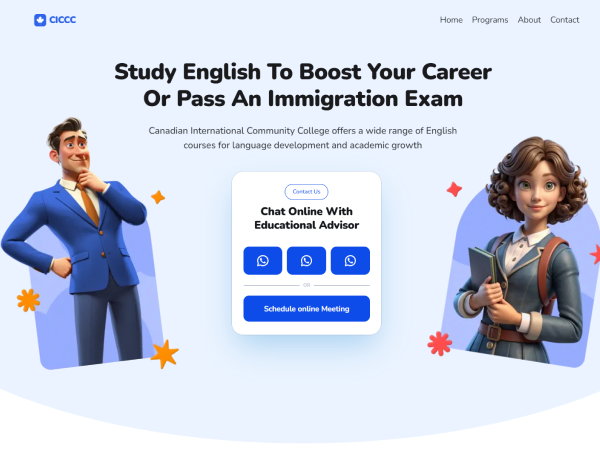 CICCC
Home Programs About Contact
Study English To Boost Your Career
Or Pass An Immigration Exam
Canadian International Community College offers a wide range of English
courses for language development and academic growth
Contact Us
Chat Online With
Educational Advisor
OR
Schedule online Meeting